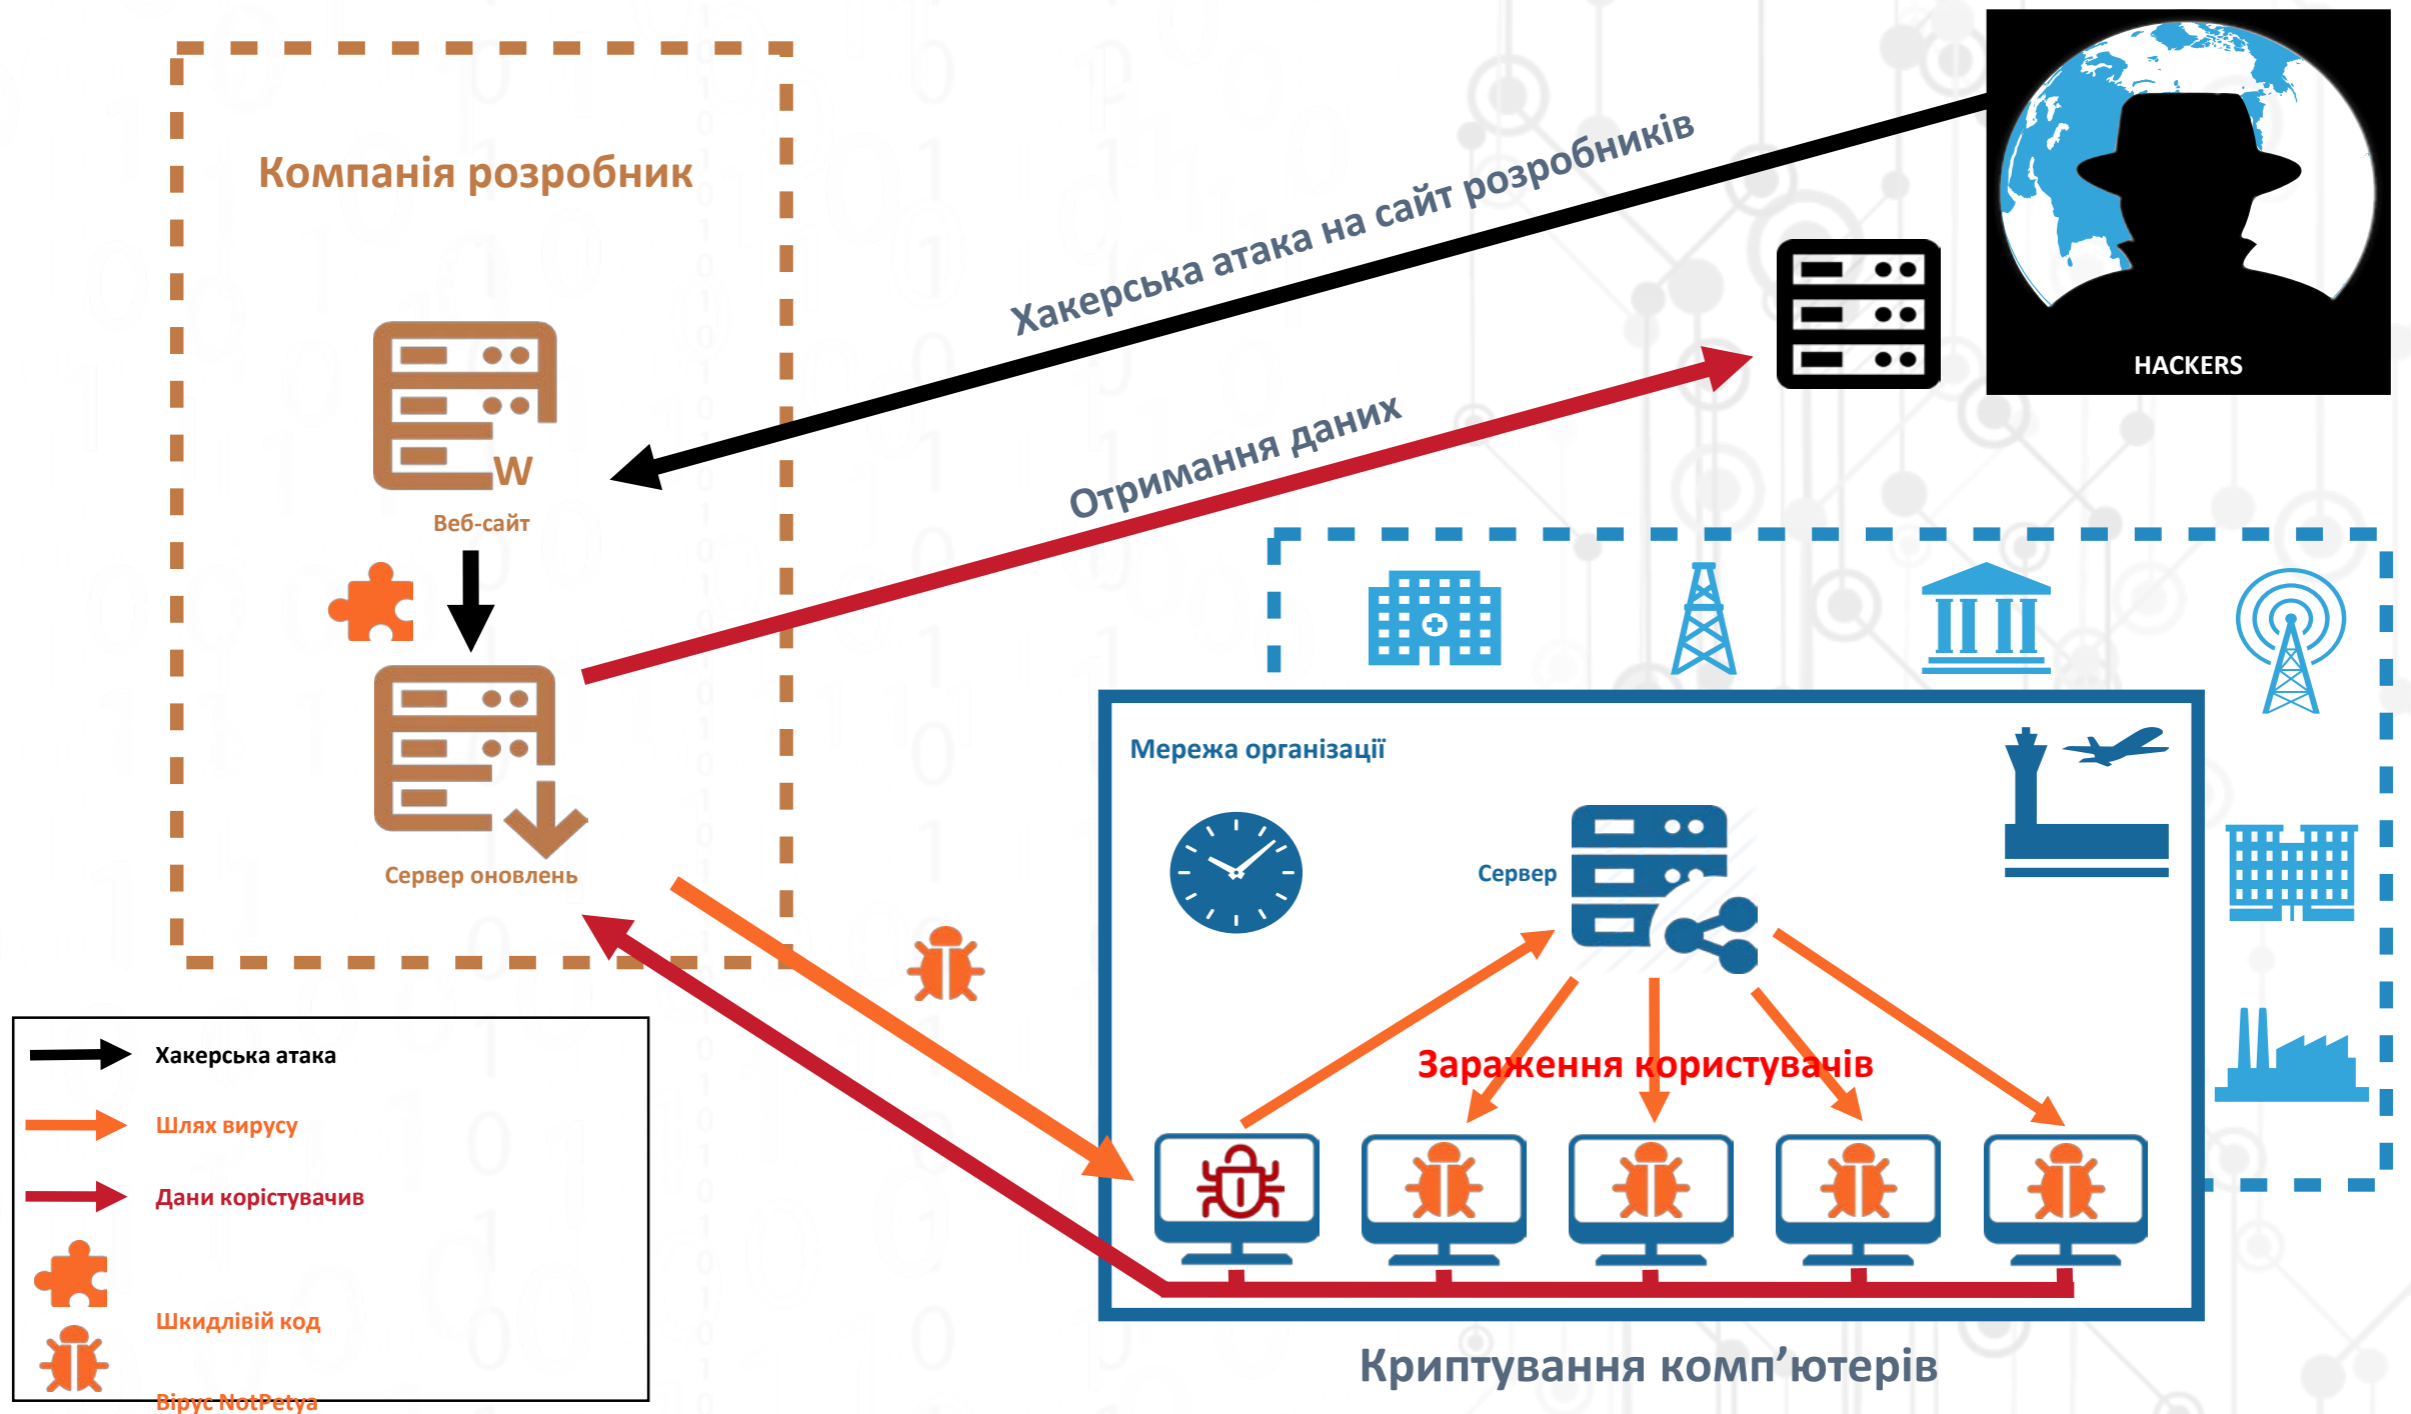 Компанія розробник
Хакерська атака на сайт розробників
HACKERS
W
Веб-сайт
Отримання даних
Сервер оновлень
Мережа організації
Сервер
Зараження користувачів
Криптування комп’ютерів
Хакерська атака
Шлях вирусу
Дани корістувачив
Шкидлівій код
Вірус NotPetya